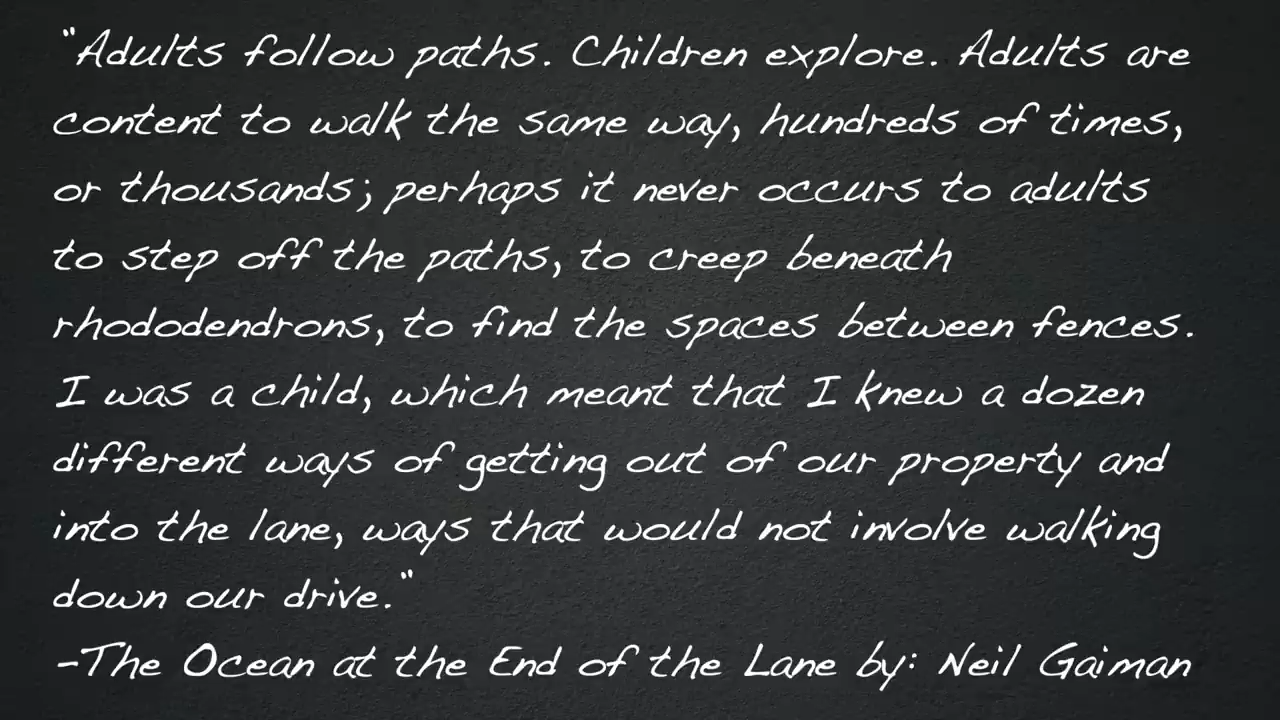 "Adults follow paths. Children explore. Adults are
content to walk the same way, hundreds of times,
or thousands; perhaps it never occurs to adults
to step off the paths, to creep beneath
rhododendrons, to find the spaces between fences.
I was a child, which meant that I knew a dozen
different ways of getting out of our property and
into the lane, ways that would not involve walking
down our drive."
-The Ocean at the End of the Lane by: Neil Gaiman